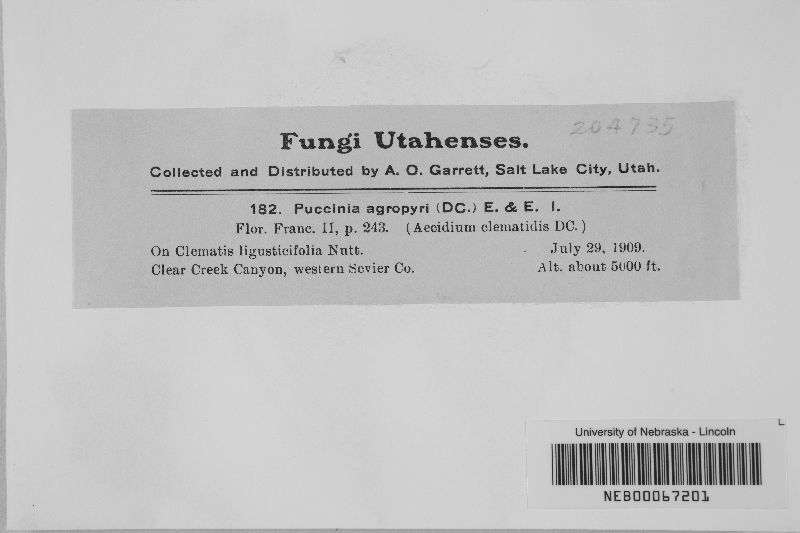 204735
Fungi Utahenses.
Collected and Distributed by A. O. Garrett, Salt Lake City, Utah.
182. Puccinia agropyri (DC.) E. & E. I.
Flor. Franc. II, p. 243. (Aecidium clematidis DC.)
On Clematis ligusticifolia Nutt. July 29, 1909.
Clear Creek Canyon, western Sevier Co. Alt. about 5000 ft.
L
University of Nebraska - Lincoln
NEB00067201